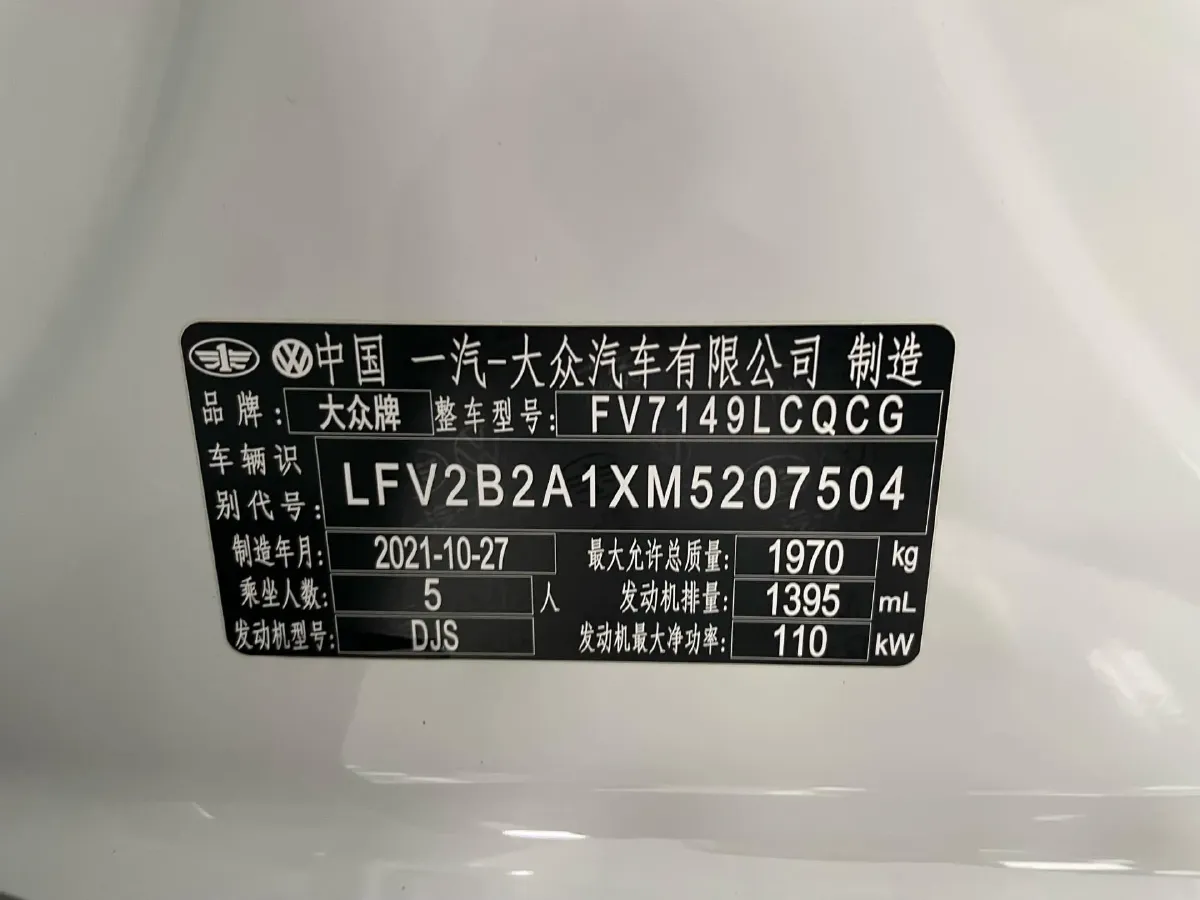 中国 一汽-大众汽车有限公司 制造
品牌: 大众牌 整车型号: FV7149LCQCG
车辆识别代号: LFV2B2A1XM5207504
制造年月: 2021-10-27 最大允许总质量: 1970 kg
乘坐人数: 5 人 发动机排量: 1395 mL
发动机型号: DJS 发动机最大净功率: 110 kW